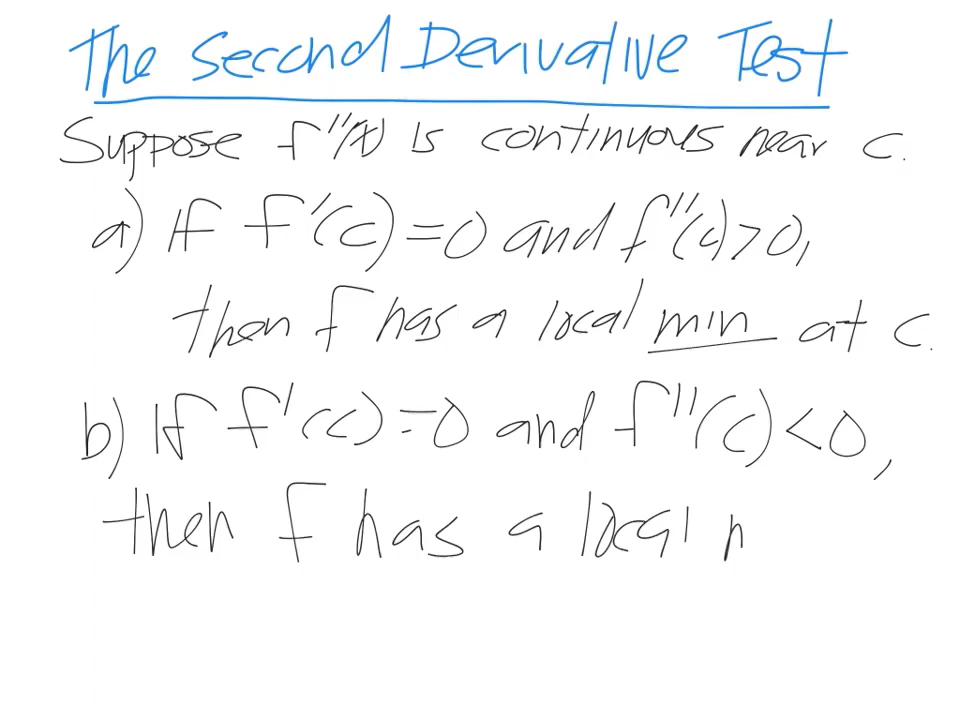 The Second Derivative Test
Suppose f''(x) is continuous near c.
a) If f'(c)=0 and f''(c)>0,
then f has a local min at c.
b) If f'(c)=0 and f''(c)<0,
then f has a local